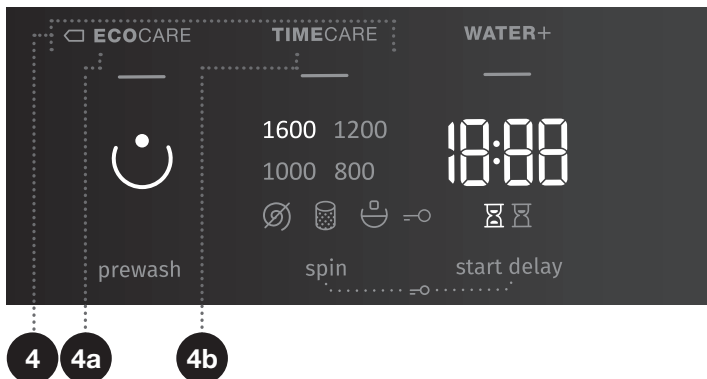 ECOCARE TIMECARE WATER+
1600 1200 18:88
1000 800
prewash spin start delay
4 4a 4b